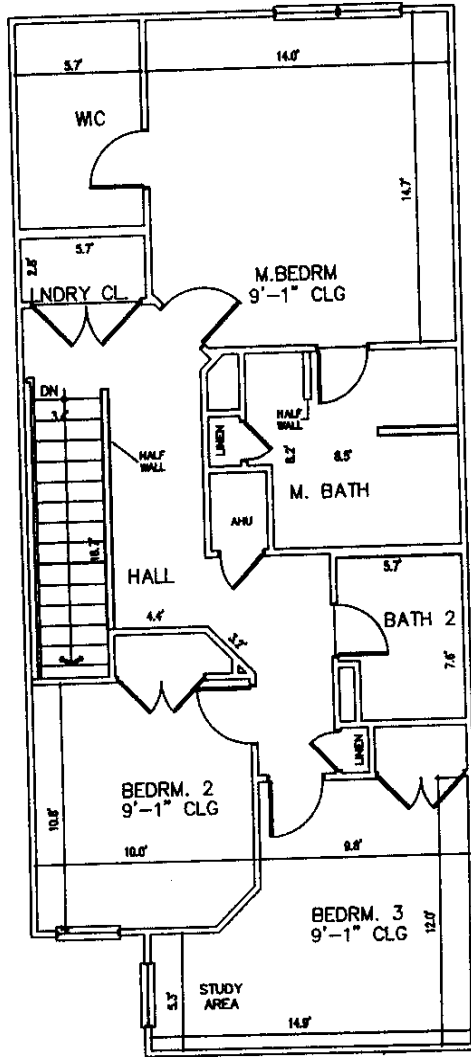 5.7'
14.0'
WIC
14.7'
5.7'
2.8'
LNDRY CL.
M.BEDRM
9'-1" CLG
DN
3.4'
HALF
WALL
HALF
WALL
LINEN
8.5'
M. BATH
AHU
HALL
4.4'
3.2'
5.7'
BATH 2
7.6'
LINEN
BEDRM. 2
9'-1" CLG
10.8'
10.0'
9.8'
BEDRM. 3
9'-1" CLG
12.0'
5.3'
STUDY
AREA
14.9'